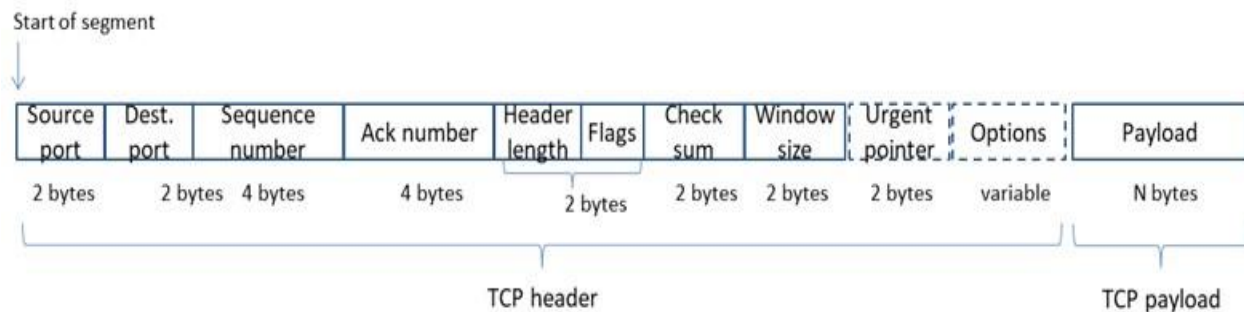 Start of segment
Source port
Dest. port
Sequence number
Ack number
Header length
Flags
Check sum
Window size
Urgent pointer
Options
Payload
2 bytes
2 bytes
4 bytes
4 bytes
2 bytes
2 bytes
2 bytes
2 bytes
variable
N bytes
TCP header
TCP payload